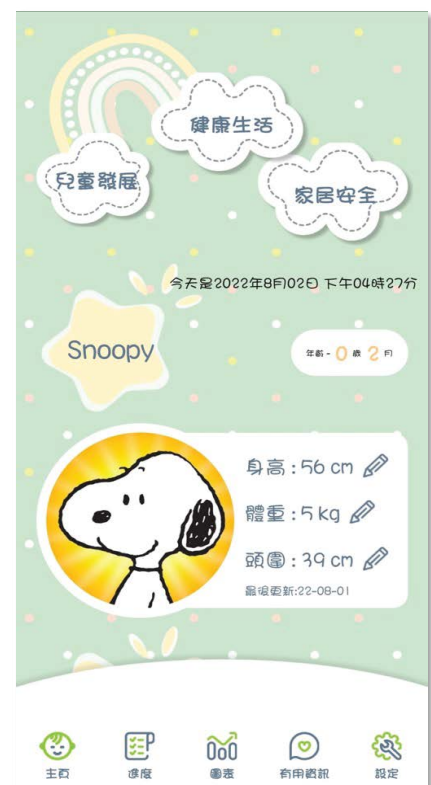 健康生活
兒童發展
家居安全
今天是2022年8月02日 下午04時27分
Snoopy
年齡 - 0 歲 2 月
身高 : 56 cm
體重 : 5 kg
頭圍 : 39 cm
最後更新:22-08-01
主頁
進度
圖表
有用資訊
設定